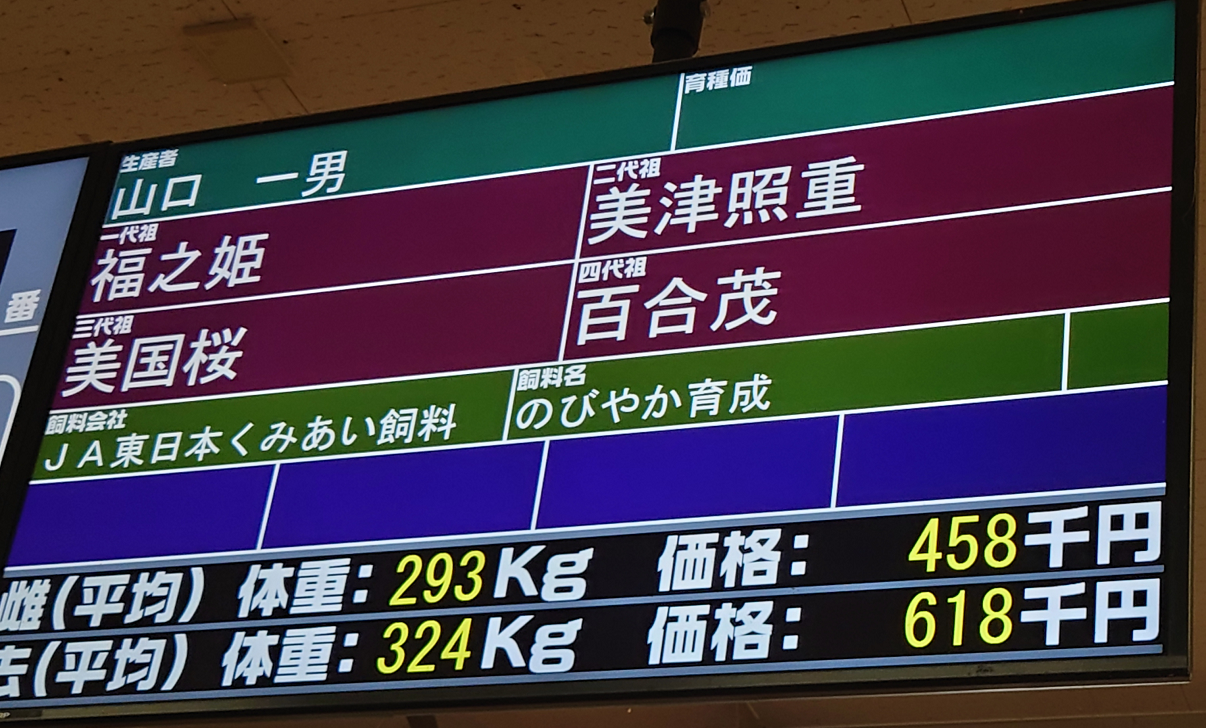 番
生産者
山口 一男
育種価
一代祖
福之姫
二代祖
美津照重
三代祖
美国桜
四代祖
百合茂
飼料会社
JA東日本くみあい飼料
飼料名
のびやか育成
雌(平均) 体重:293Kg 価格: 458千円
去(平均) 体重:324Kg 価格: 618千円